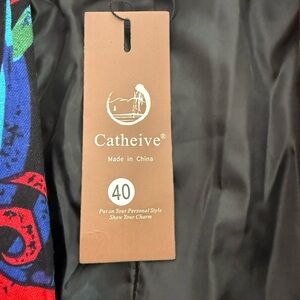 Catheive®
Made in China
40
Put on Your Personal Style
Show Your Charm